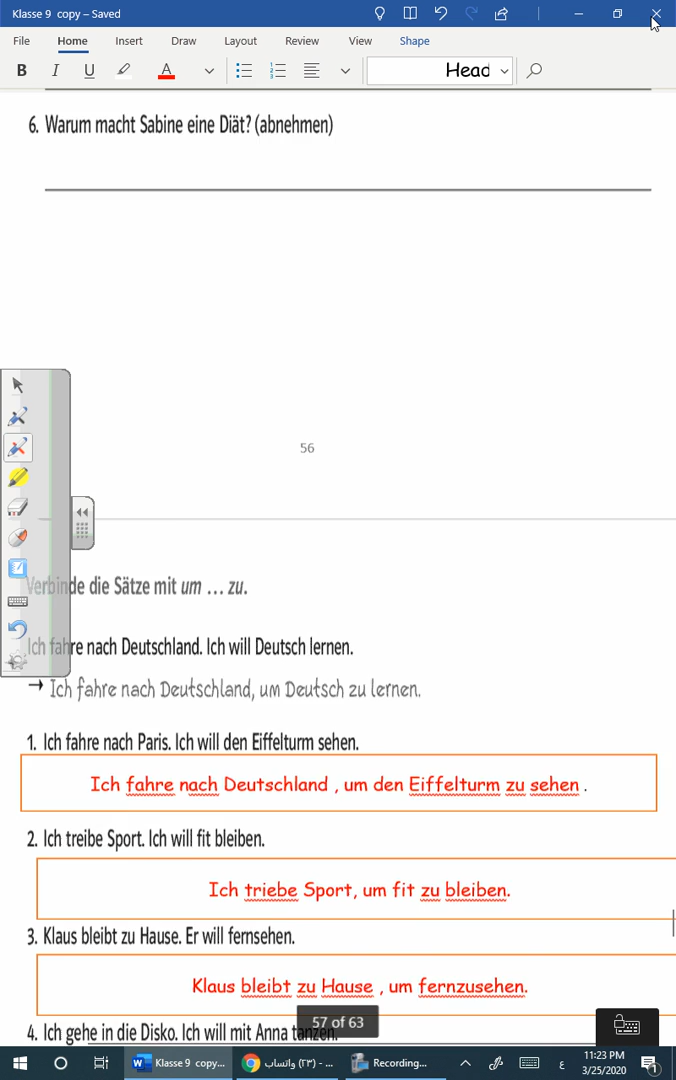 Klasse 9 copy – Saved
File Home Insert Draw Layout Review View Shape
B I U A Head
6. Warum macht Sabine eine Diät? (abnehmen)
56
Verbinde die Sätze mit um … zu.
Ich fahre nach Deutschland. Ich will Deutsch lernen.
→ Ich fahre nach Deutschland, um Deutsch zu lernen.
1. Ich fahre nach Paris. Ich will den Eiffelturm sehen.
Ich fahre nach Deutschland , um den Eiffelturm zu sehen .
2. Ich treibe Sport. Ich will fit bleiben.
Ich triebe Sport, um fit zu bleiben.
3. Klaus bleibt zu Hause. Er will fernsehen.
Klaus bleibt zu Hause , um fernzusehen.
57 of 63
4. Ich gehe in die Disko. Ich will mit Anna tanzen.
Klasse 9 copy... (٢٣) واتساب - ... Recording... ع 11:23 PM
3/25/2020 1